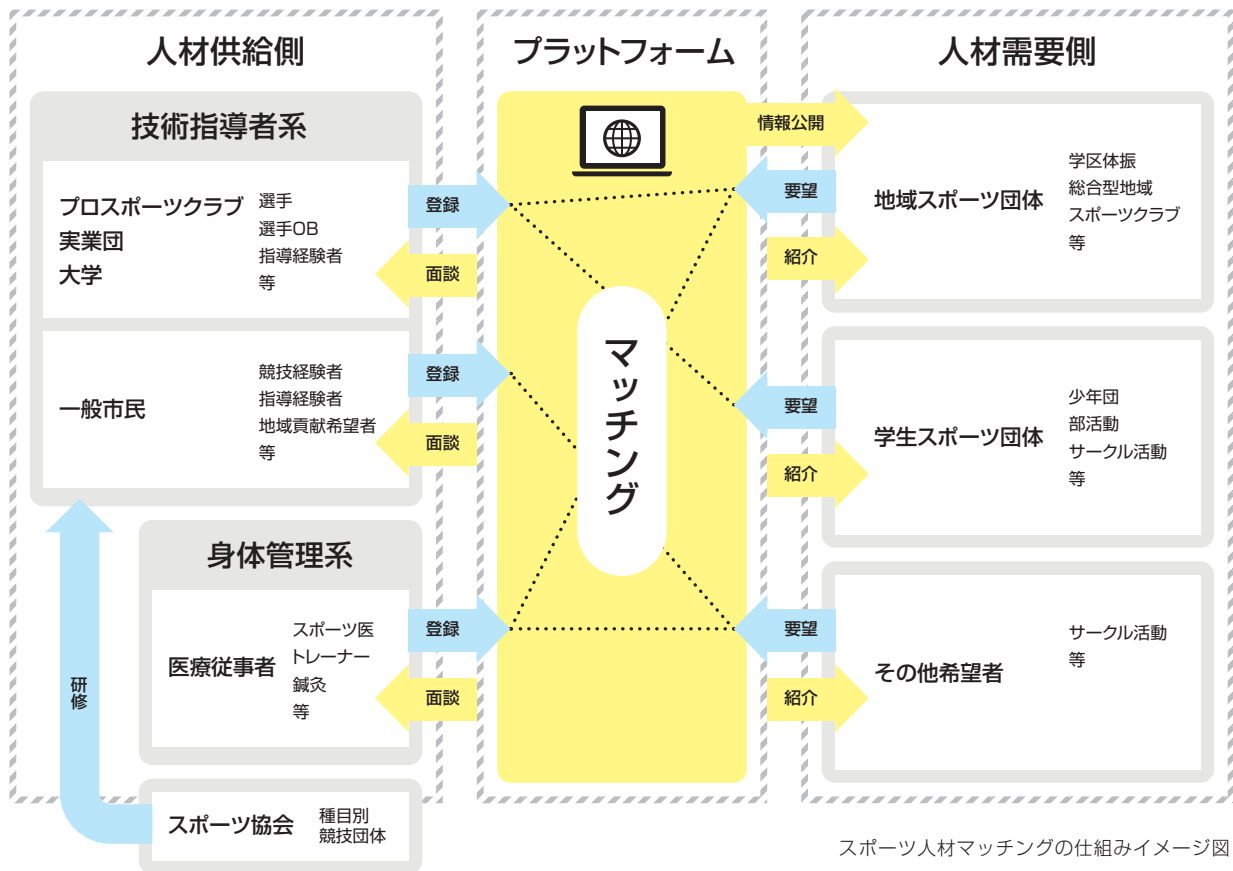 人材供給側
技術指導者系
プロスポーツクラブ
実業団
大学
選手
選手OB
指導経験者
等
登録
面談
一般市民
競技経験者
指導経験者
地域貢献希望者
等
登録
面談
身体管理系
医療従事者
スポーツ医
トレーナー
鍼灸
等
登録
面談
研修
スポーツ協会
種目別
競技団体
プラットフォーム
マッチング
人材需要側
情報公開
要望
紹介
地域スポーツ団体
学区体振
総合型地域
スポーツクラブ
等
要望
紹介
学生スポーツ団体
少年団
部活動
サークル活動
等
要望
紹介
その他希望者
サークル活動
等
スポーツ人材マッチングの仕組みイメージ図